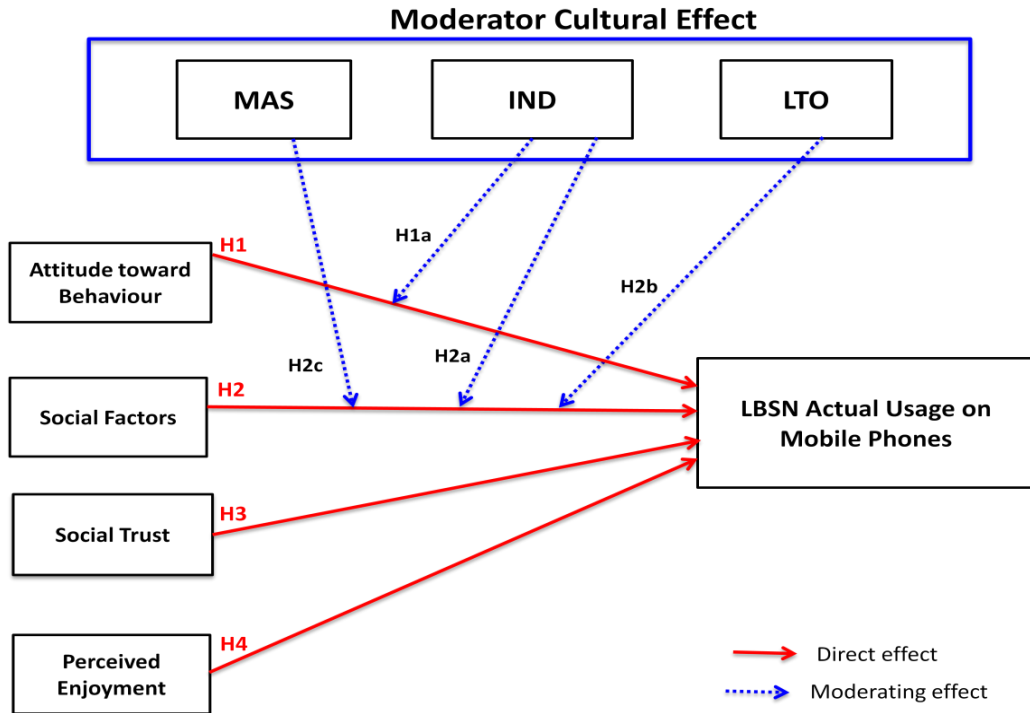 Moderator Cultural Effect
MAS
IND
LTO
H1
H1a
Attitude toward
Behaviour
H2b
H2c
H2a
H2
Social Factors
LBSN Actual Usage on
Mobile Phones
H3
Social Trust
H4
Perceived
Enjoyment
Direct effect
Moderating effect